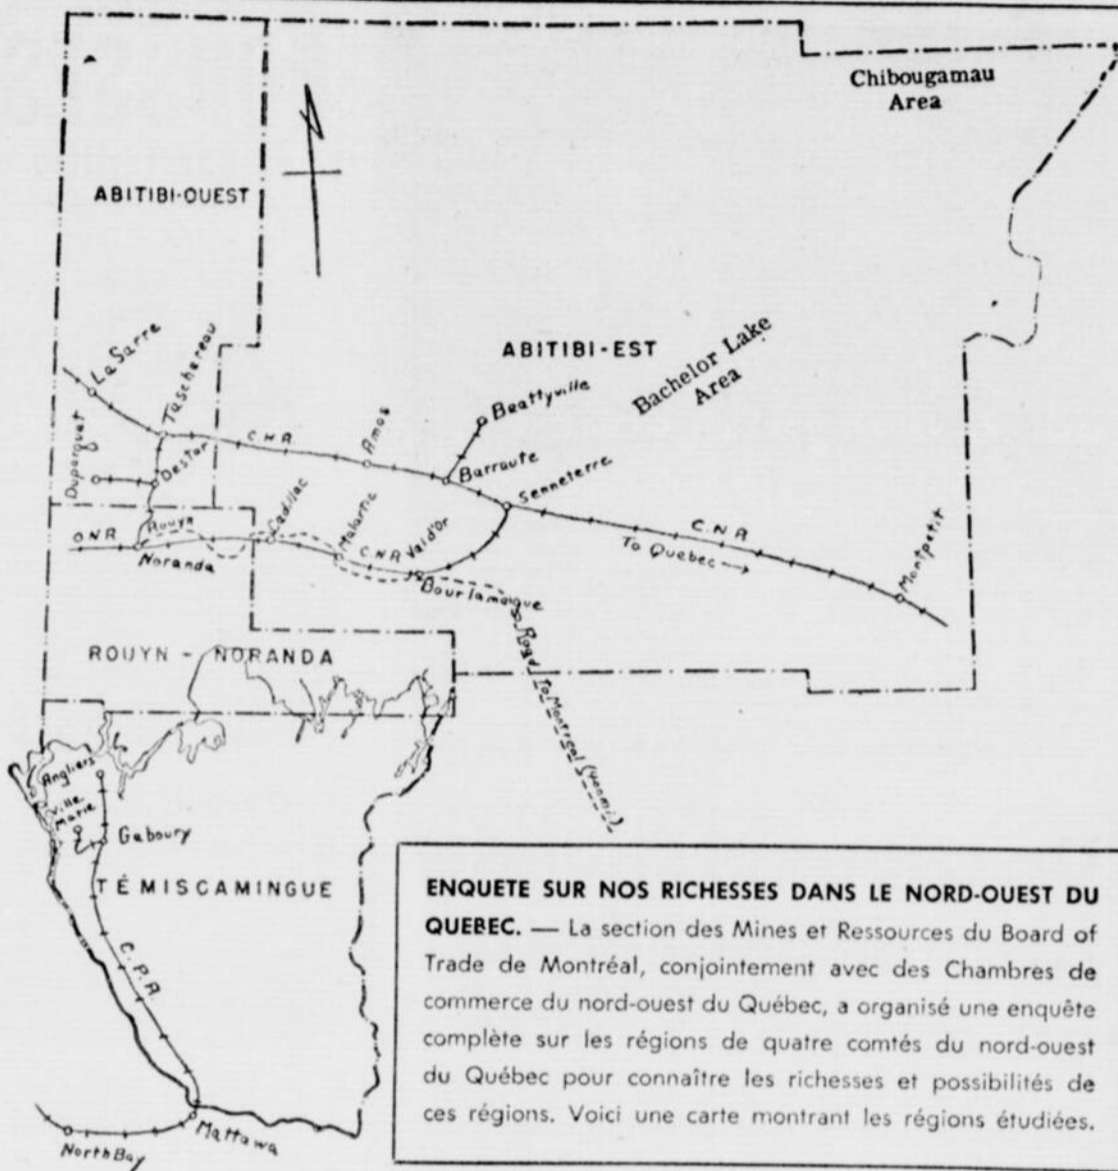 Chibougamau
Area
ABITIBI-OUEST
ABITIBI-EST
Bachelor Lake
Area
LaSarre
Taschereau
Beattyville
Duparquet
Destor
C.N.R.
Amos
Barraute
Senneterre
O.N.R.
Rouyn
Noranda
Cadillac
Malartic
C.N.R.
Val d'Or
Bourlamaque
C.N.R.
To Quebec
Montpetit
Road to Montreal
ROUYN - NORANDA
Angliers
Ville
Marie
Gaboury
TÉMISCAMINGUE
C.P.R.
Mattawa
North Bay
ENQUETE SUR NOS RICHESSES DANS LE NORD-OUEST DU
QUEBEC. — La section des Mines et Ressources du Board of
Trade de Montréal, conjointement avec des Chambres de
commerce du nord-ouest du Québec, a organisé une enquête
complète sur les régions de quatre comtés du nord-ouest
du Québec pour connaître les richesses et possibilités de
ces régions. Voici une carte montrant les régions étudiées.